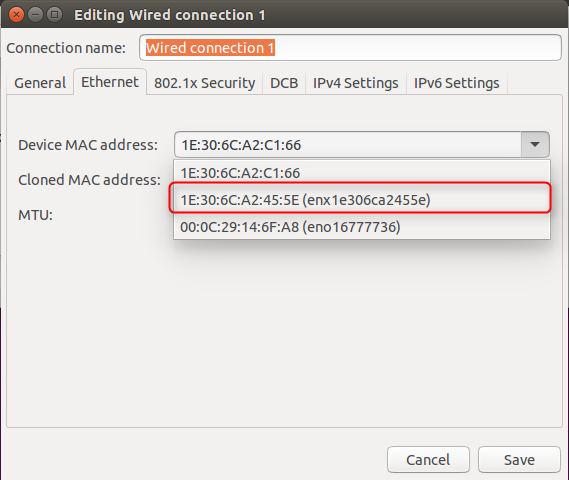 Editing Wired connection 1
Connection name: Wired connection 1
General Ethernet 802.1x Security DCB IPv4 Settings IPv6 Settings
Device MAC address: 1E:30:6C:A2:C1:66
1E:30:6C:A2:C1:66
Cloned MAC address:
1E:30:6C:A2:45:5E (enx1e306ca2455e)
MTU:
00:0C:29:14:6F:A8 (eno16777736)
Cancel Save